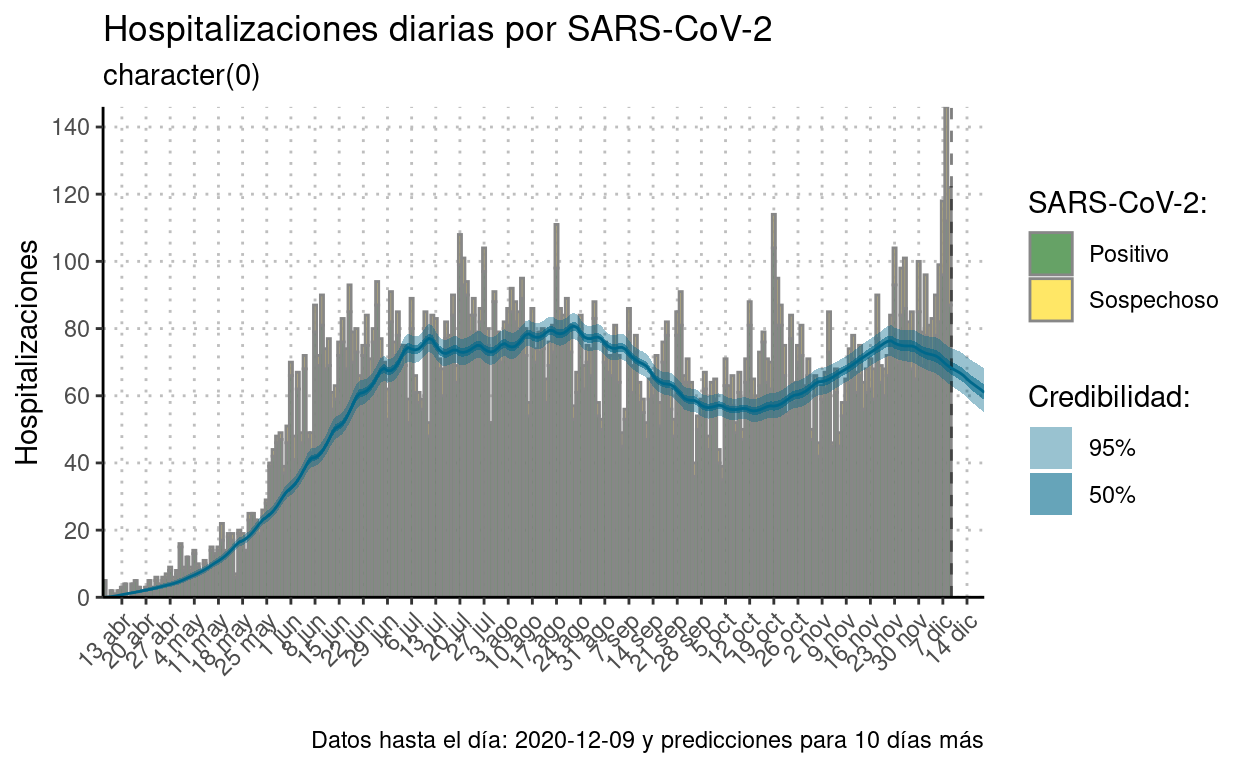 Hospitalizaciones diarias por SARS-CoV-2
character(0)
Hospitalizaciones
140
120
100
80
60
40
20
0
13 abr
20 abr
27 abr
4 may
11 may
18 may
25 may
1 jun
8 jun
15 jun
22 jun
29 jun
6 jul
13 jul
20 jul
27 jul
3 ago
10 ago
17 ago
24 ago
31 ago
7 sep
14 sep
21 sep
28 sep
5 oct
12 oct
19 oct
26 oct
2 nov
9 nov
16 nov
23 nov
30 nov
7 dic
14 dic
SARS-CoV-2:
Positivo
Sospechoso
Credibilidad:
95%
50%
Datos hasta el día: 2020-12-09 y predicciones para 10 días más